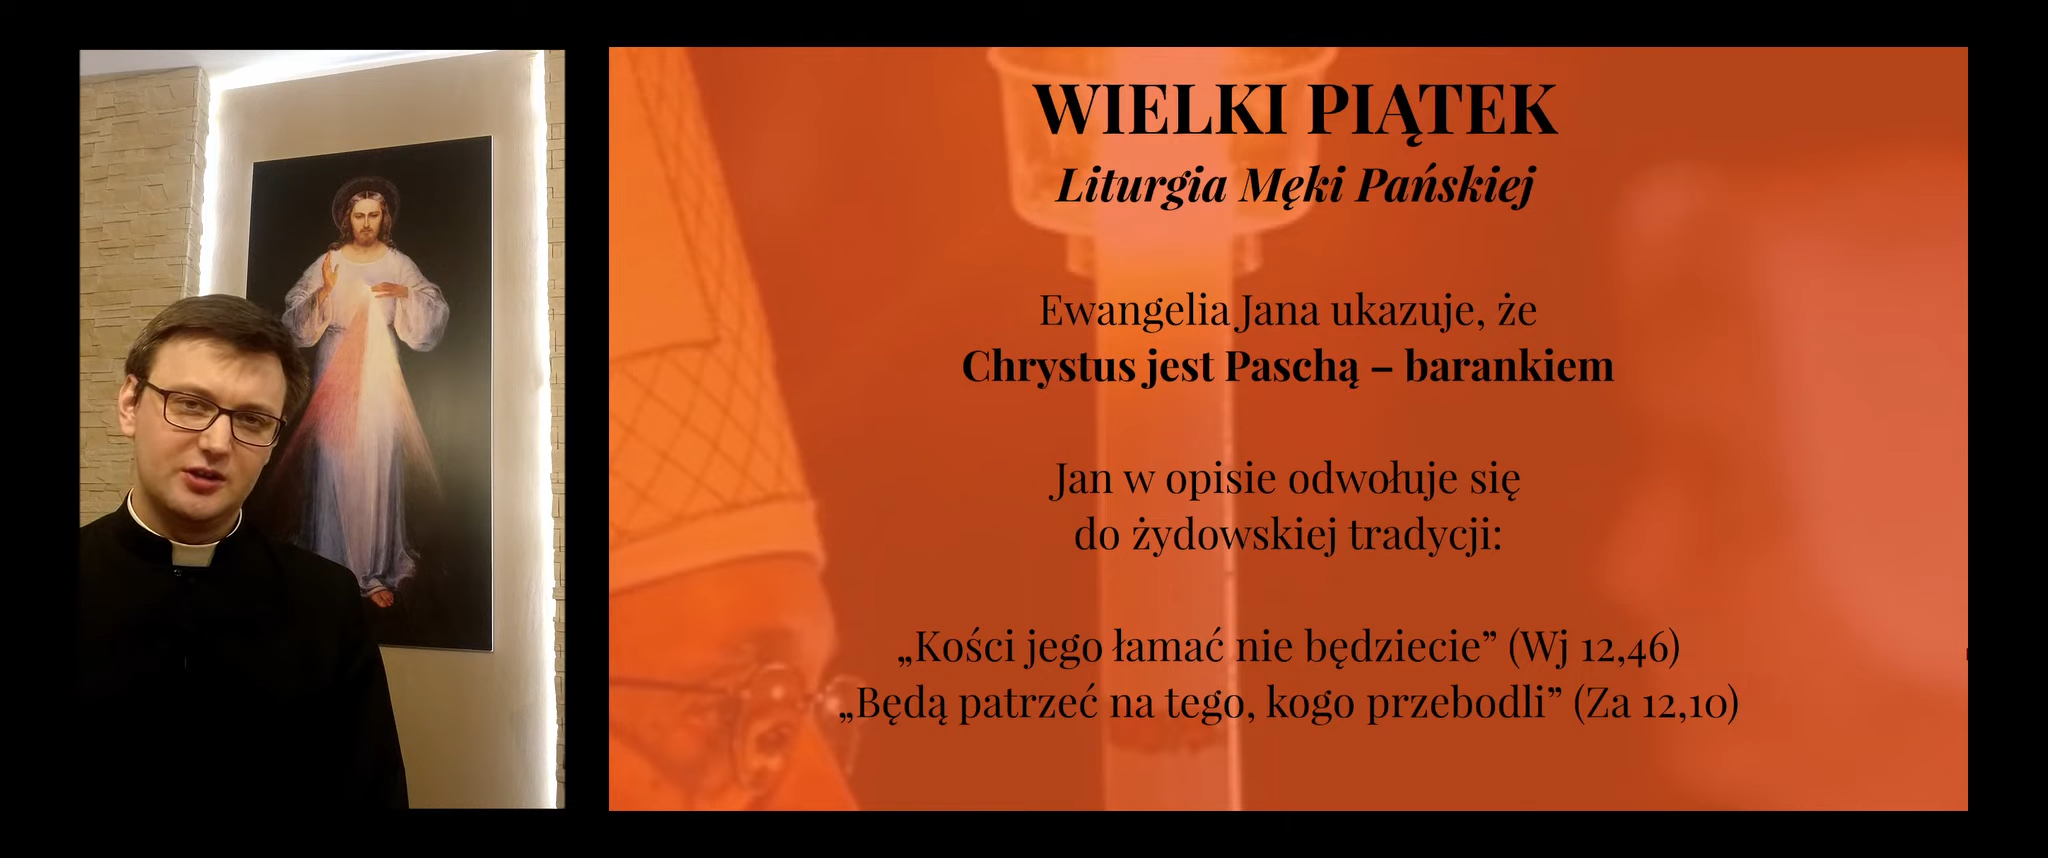 WIELKI PIĄTEK
Liturgia Męki Pańskiej
Ewangelia Jana ukazuje, że
Chrystus jest Paschą – barankiem
Jan w opisie odwołuje się
do żydowskiej tradycji:
„Kości jego łamać nie będziecie” (Wj 12,46)
„Będą patrzeć na tego, kogo przebodli” (Za 12,10)